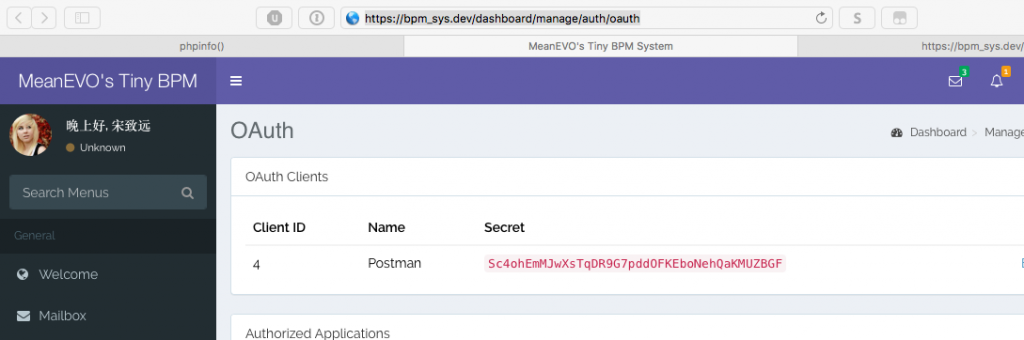 https://bpm_sys.dev/dashboard/manage/auth/oauth
S
phpinfo()
MeanEVO's Tiny BPM System
https://bpm_sys.dev/
MeanEVO's Tiny BPM
3
1
晚上好, 宋致远
Unknown
OAuth
Dashboard > Manage
Search Menus
OAuth Clients
General
Client ID Name Secret
4 Postman Sc4ohEmMJwXsTqDR9G7pddOFKEboNehQaKMUZBGF
Welcome
Mailbox
Authorized Applications